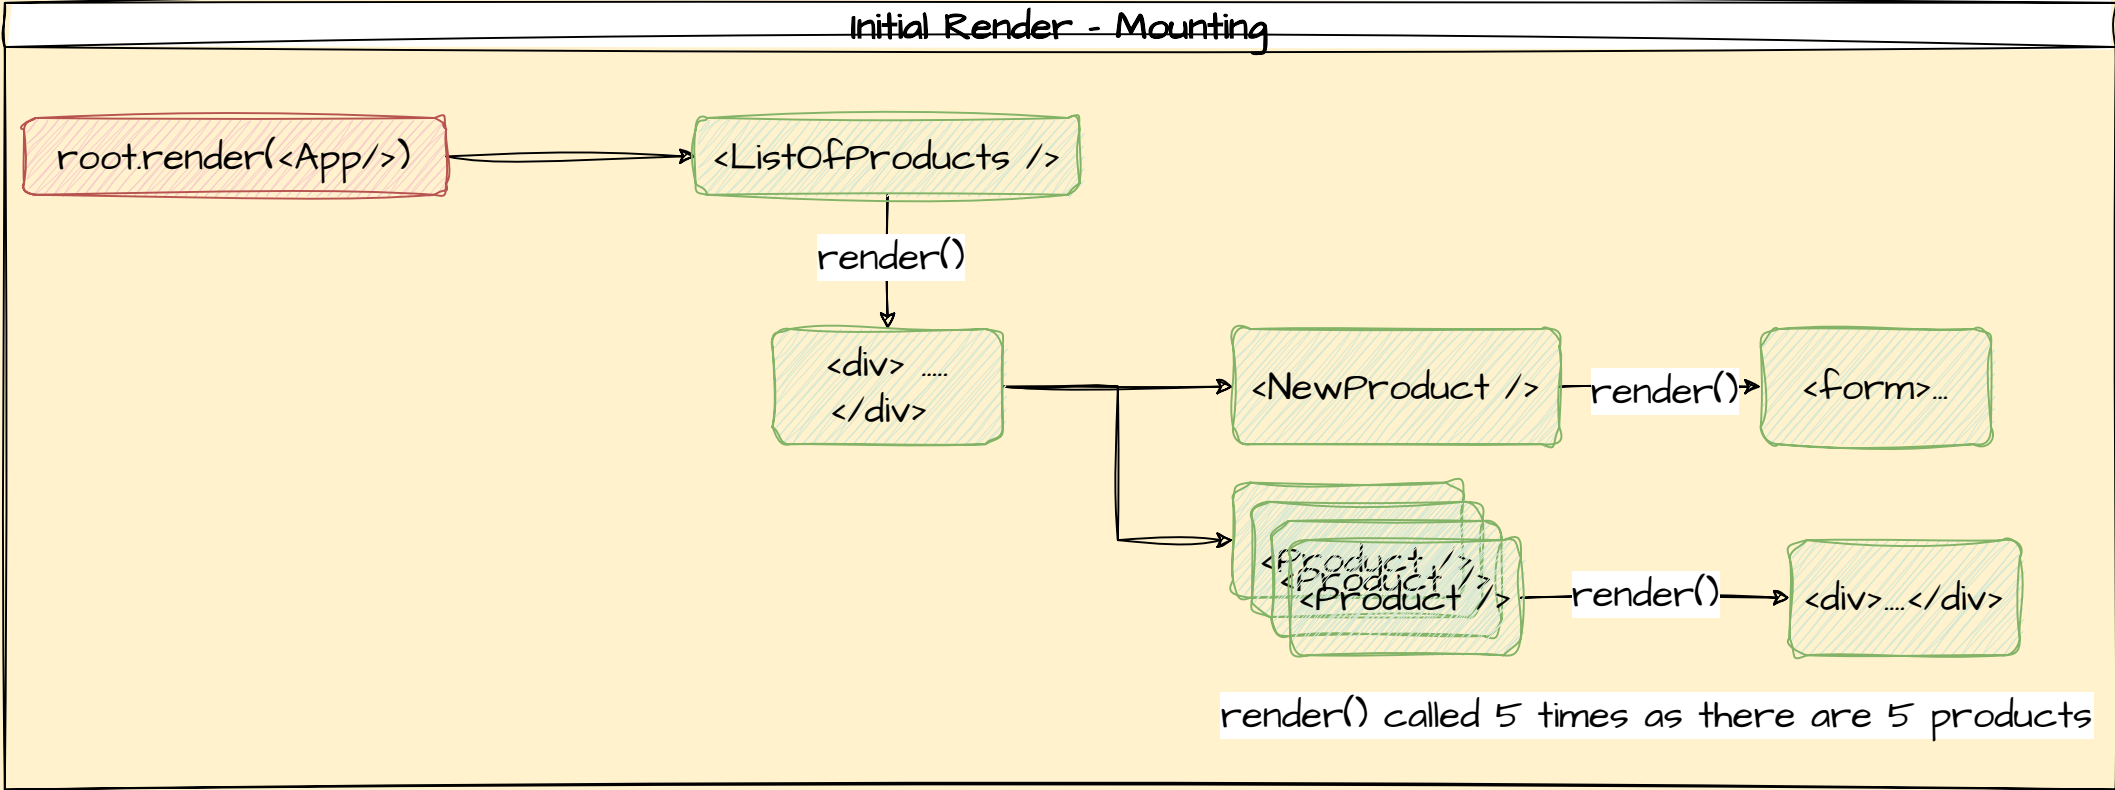 Initial Render - Mounting
root.render(<App/>)
<ListOfProducts />
render()
<div> .....
</div>
<NewProduct />
render()
<form>...
<Product />
<Product />
<Product />
render()
<div>....</div>
render() called 5 times as there are 5 products